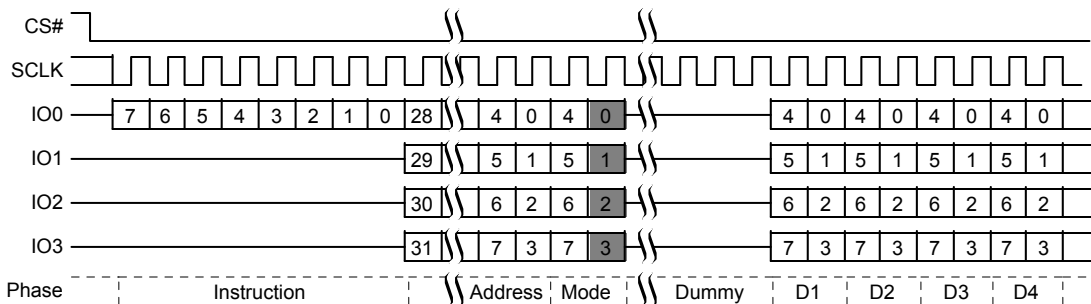 CS#
SCLK
IO0 7 6 5 4 3 2 1 0 28 4 0 4 0 4 0 4 0 4 0 4 0
IO1 29 5 1 5 1 5 1 5 1 5 1 5 1
IO2 30 6 2 6 2 6 2 6 2 6 2 6 2
IO3 31 7 3 7 3 7 3 7 3 7 3 7 3
Phase Instruction Address Mode Dummy D1 D2 D3 D4